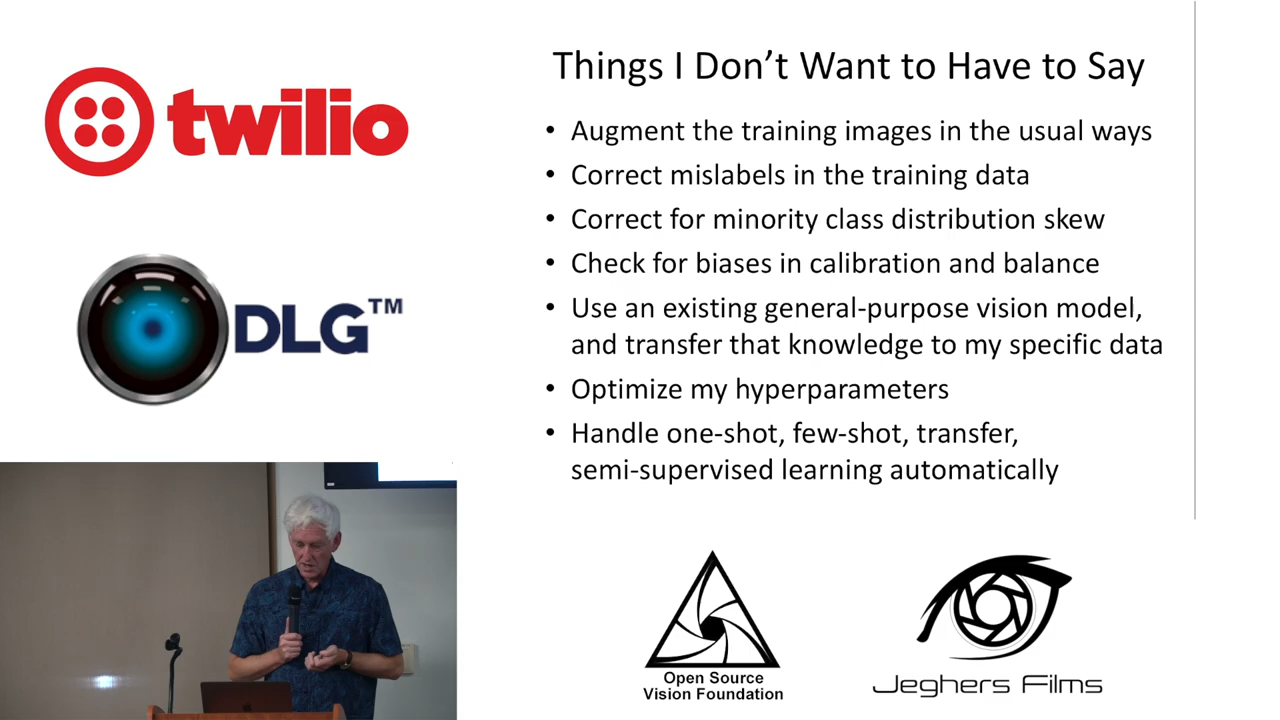 twilio
DLG™
Things I Don't Want to Have to Say
• Augment the training images in the usual ways
• Correct mislabels in the training data
• Correct for minority class distribution skew
• Check for biases in calibration and balance
• Use an existing general-purpose vision model,
and transfer that knowledge to my specific data
• Optimize my hyperparameters
• Handle one-shot, few-shot, transfer,
semi-supervised learning automatically
Open Source
Vision Foundation
Jeghers Films